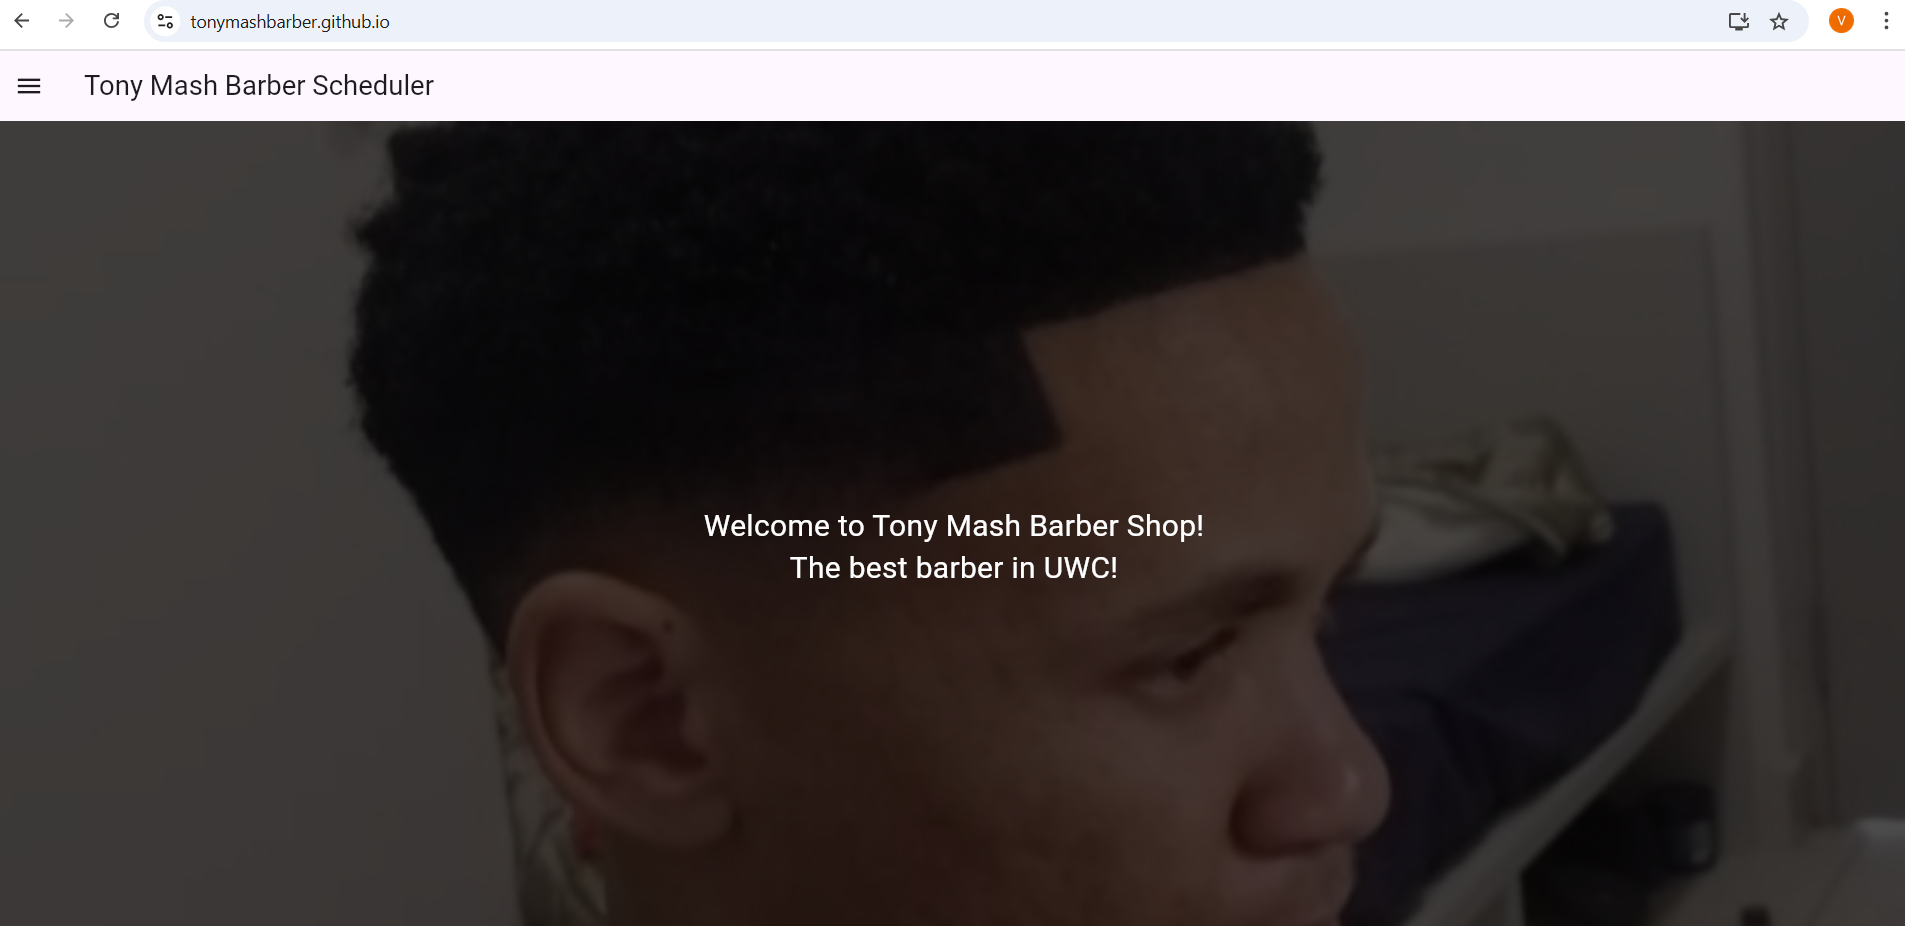 tonymashbarber.github.io
V
Tony Mash Barber Scheduler
Welcome to Tony Mash Barber Shop!
The best barber in UWC!